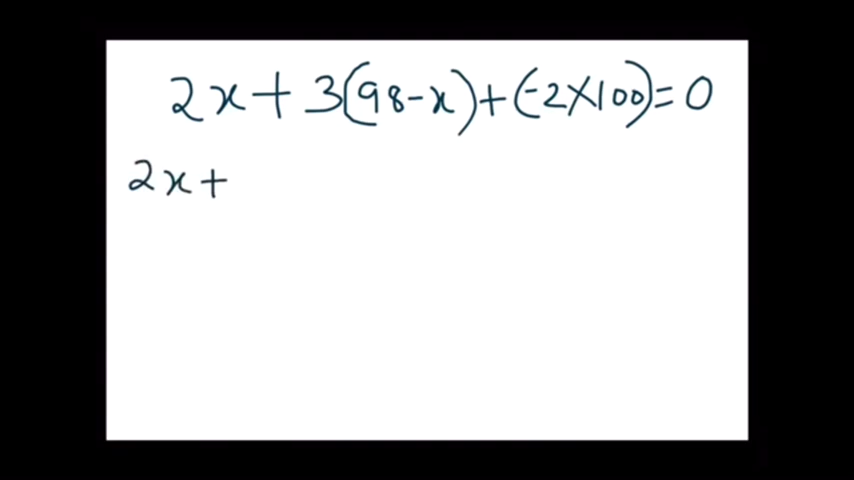 2x + 3(98-x) + (-2×100) = 0
2x +